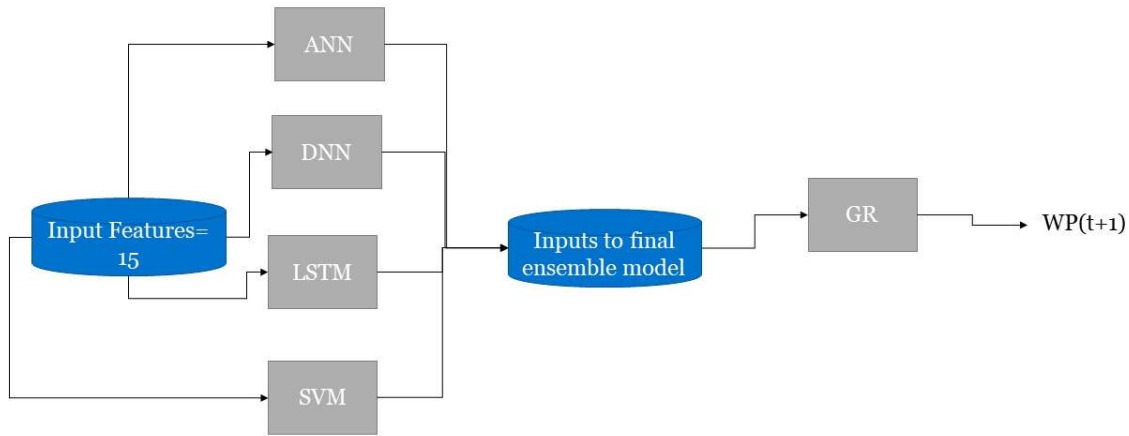 ANN
DNN
Input Features=
15
LSTM
SVM
Inputs to final
ensemble model
GR
WP(t+1)